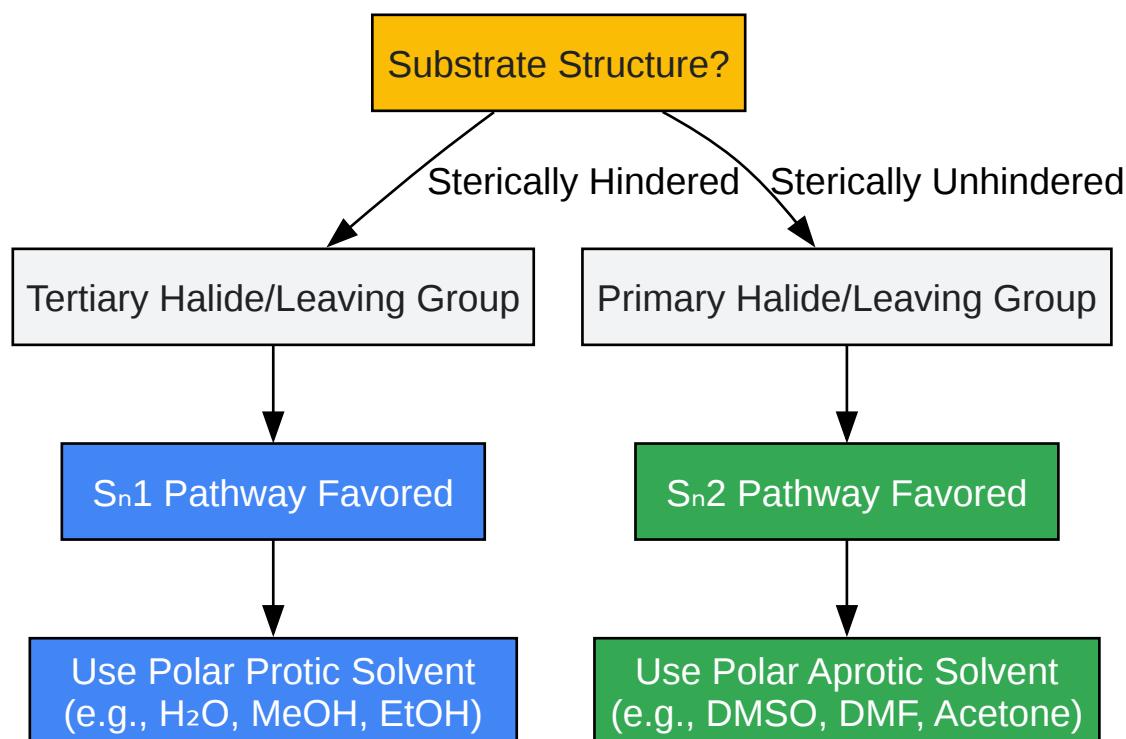 Substrate Structure?
Sterically Hindered
Sterically Unhindered
Tertiary Halide/Leaving Group
Primary Halide/Leaving Group
Sₙ1 Pathway Favored
Sₙ2 Pathway Favored
Use Polar Protic Solvent
(e.g., H₂O, MeOH, EtOH)
Use Polar Aprotic Solvent
(e.g., DMSO, DMF, Acetone)